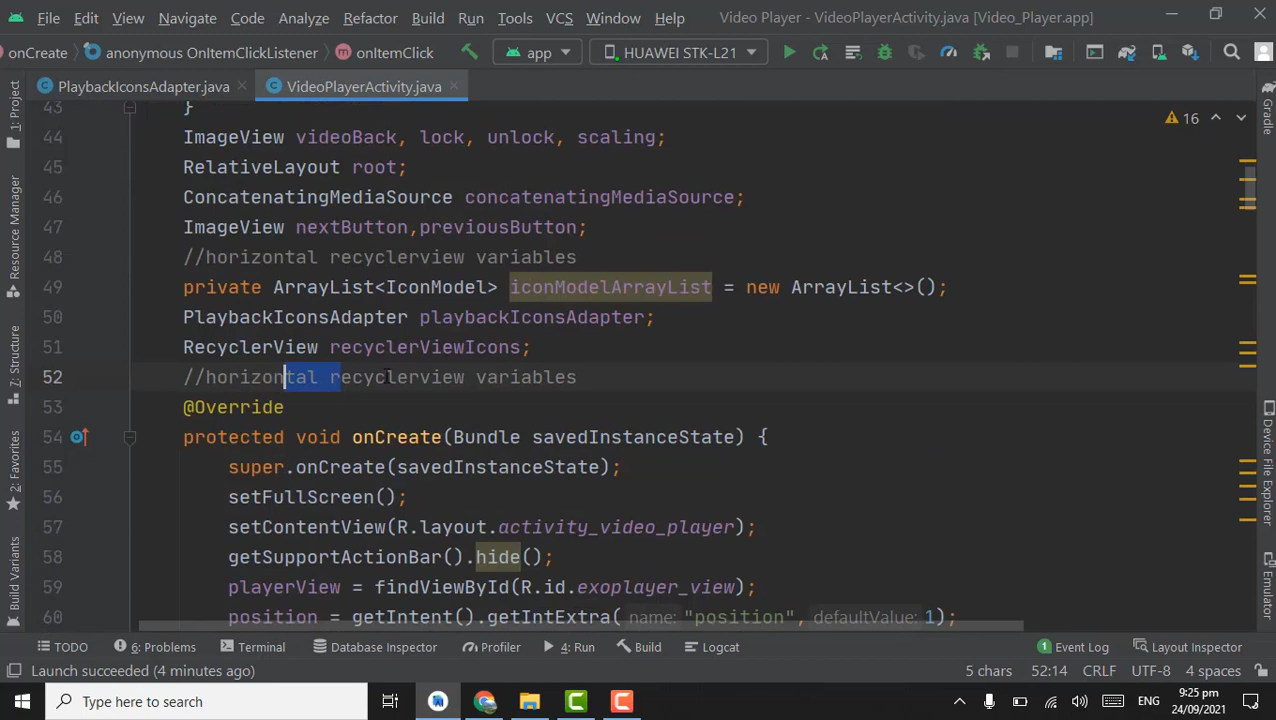 File Edit View Navigate Code Analyze Refactor Build Run Tools VCS Window Help Video Player - VideoPlayerActivity.java [Video_Player.app]
onCreate anonymous OnItemClickListener onItemClick app HUAWEI STK-L21
PlaybackIconsAdapter.java VideoPlayerActivity.java
43 }
44 ImageView videoBack, lock, unlock, scaling;
45 RelativeLayout root;
46 ConcatenatingMediaSource concatenatingMediaSource;
47 ImageView nextButton,previousButton;
48 //horizontal recyclerview variables
49 private ArrayList<IconModel> iconModelArrayList = new ArrayList<>();
50 PlaybackIconsAdapter playbackIconsAdapter;
51 RecyclerView recyclerViewIcons;
52 //horizontal recyclerview variables
53 @Override
54 protected void onCreate(Bundle savedInstanceState) {
55 super.onCreate(savedInstanceState);
56 setFullScreen();
57 setContentView(R.layout.activity_video_player);
58 getSupportActionBar().hide();
59 playerView = findViewById(R.id.exoplayer_view);
60 position = getIntent().getIntExtra( name: "position", defaultValue: 1);
16
1: Project
Resource Manager
7: Structure
2: Favorites
Build Variants
Gradle
Device File Explorer
Emulator
TODO 6: Problems Terminal Database Inspector Profiler 4: Run Build Logcat 1 Event Log Layout Inspector
Launch succeeded (4 minutes ago) 5 chars 52:14 CRLF UTF-8 4 spaces
Type here to search
ENG
9:25 pm
24/09/2021